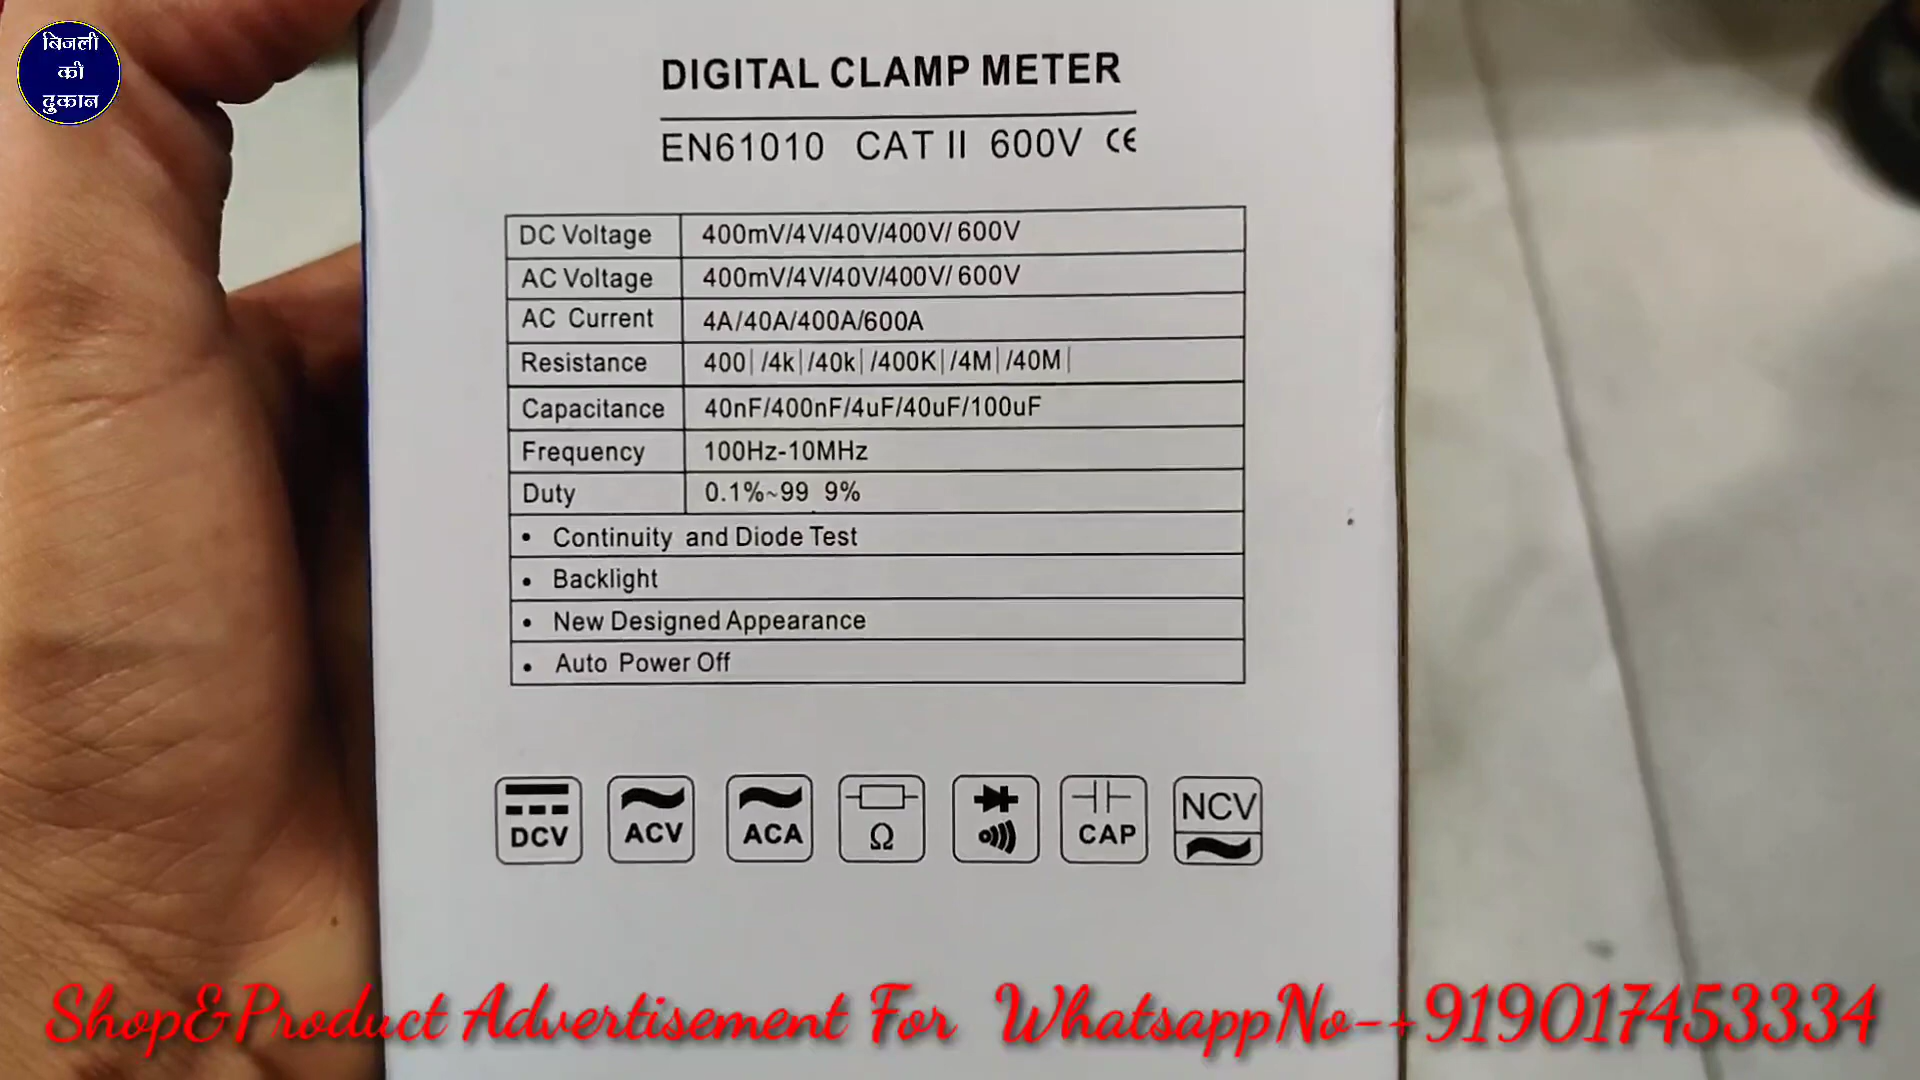 बिजली
की
दुकान
DIGITAL CLAMP METER
EN61010 CAT II 600V CE
DC Voltage 400mV/4V/40V/400V/ 600V
AC Voltage 400mV/4V/40V/400V/ 600V
AC Current 4A/40A/400A/600A
Resistance 400| /4k| /40k| /400K| /4M| /40M|
Capacitance 40nF/400nF/4uF/40uF/100uF
Frequency 100Hz-10MHz
Duty 0.1%~99 9%
• Continuity and Diode Test
• Backlight
• New Designed Appearance
• Auto Power Off
DCV ACV ACA Ω CAP NCV
Shop&Product Advertisement For WhatsappNo-+919017453334